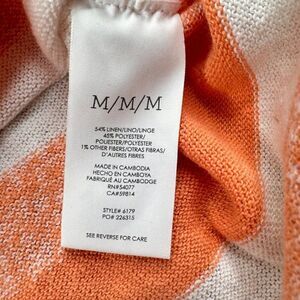 M/M/M
54% LINEN/LINO/LINGE
45% POLYESTER/
POLIESTER/POLYESTER
1% OTHER FIBERS/OTRAS FIBRAS/
D'AUTRES FIBRES
MADE IN CAMBODIA
HECHO EN CAMBOYA
FABRIQUÉ AU CAMBODGE
RN#54077
CA#59814
STYLE# 6179
PO# 226315
SEE REVERSE FOR CARE